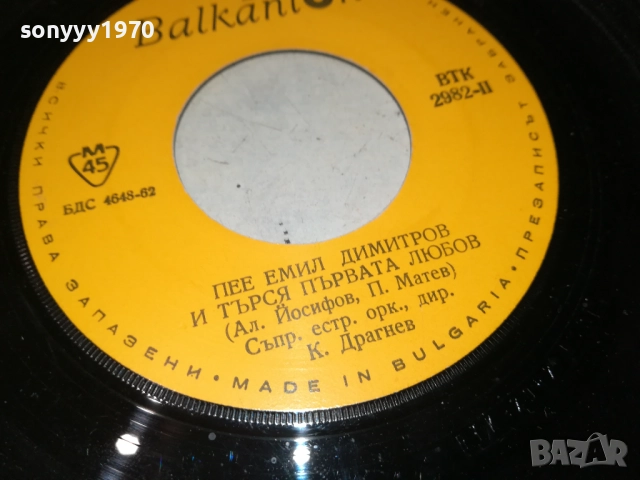 sonyyy1970
Balkanton
ВТК
2982-II
М
45
БДС 4648-62
ПЕЕ ЕМИЛ ДИМИТРОВ
И ТЪРСЯ ПЪРВАТА ЛЮБОВ
(Ал. Йосифов, П. Матев)
Съпр. естр. орк., дир.
К. Драгнев
ВСИЧКИ ПРАВА ЗАПАЗЕНИ • MADE IN BULGARIA • ПРЕЗАПИСЪТ ЗАБРАНЕН
BAZAR